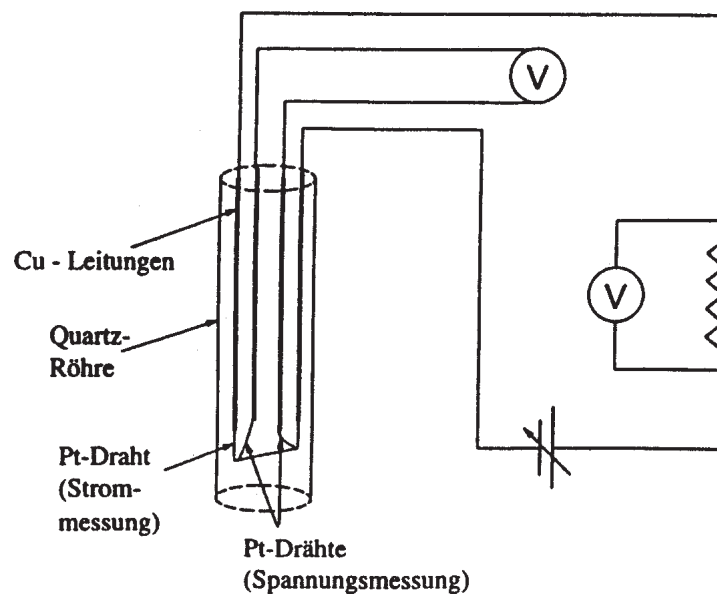 V
Cu - Leitungen
V
Quartz-
Röhre
Pt-Draht
(Strom-
messung)
Pt-Drähte
(Spannungsmessung)